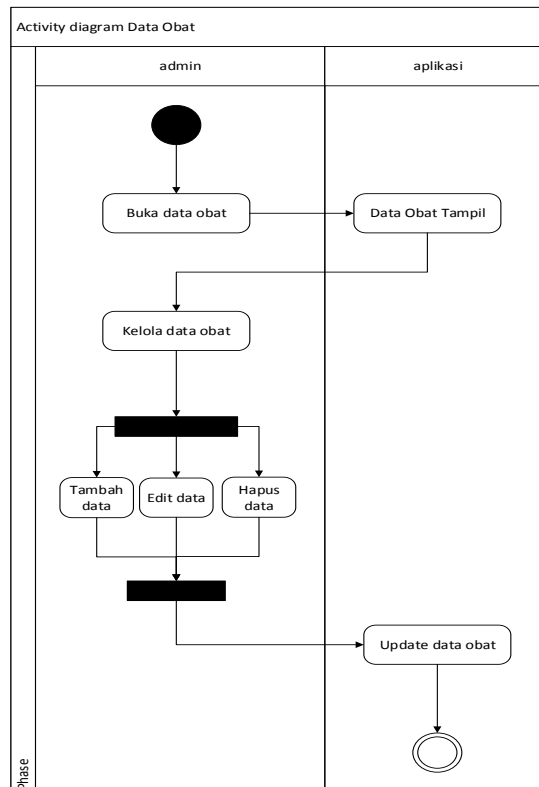 Activity diagram Data Obat
admin
aplikasi
Buka data obat
Data Obat Tampil
Kelola data obat
Tambah
data
Edit data
Hapus
data
Update data obat
Phase